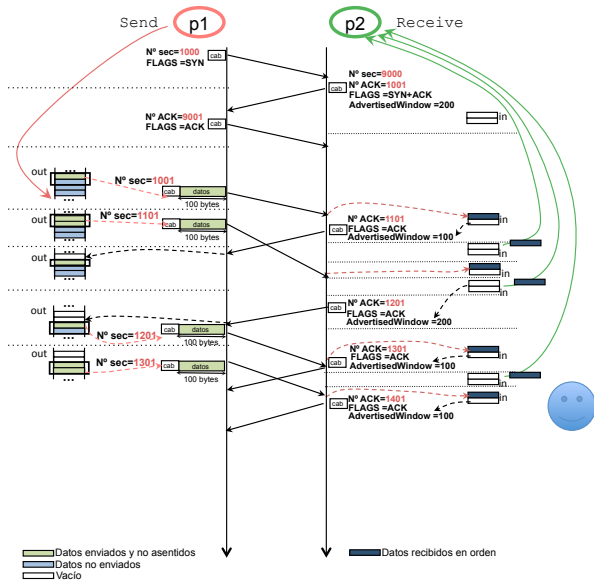 Send
p1
p2
Receive
Nº sec=1000
FLAGS =SYN
cab
Nº sec=9000
Nº ACK=1001
FLAGS =SYN+ACK
AdvertisedWindow =200
cab
in
Nº ACK=9001
FLAGS=ACK
cab
out
...
...
Nº sec=1001
cab
datos
100 bytes
out
...
...
Nº sec=1101
cab
datos
100 bytes
Nº ACK=1101
FLAGS =ACK
AdvertisedWindow =100
cab
in
in
out
...
in
in
Nº ACK=1201
FLAGS =ACK
AdvertisedWindow =200
cab
out
...
Nº sec=1201
cab
datos
100 bytes
Nº ACK=1301
FLAGS =ACK
AdvertisedWindow =100
cab
in
out
...
Nº sec=1301
cab
datos
100 bytes
in
Nº ACK=1401
FLAGS =ACK
AdvertisedWindow =100
cab
in
Datos enviados y no asentidos
Datos no enviados
Vacío
Datos recibidos en orden